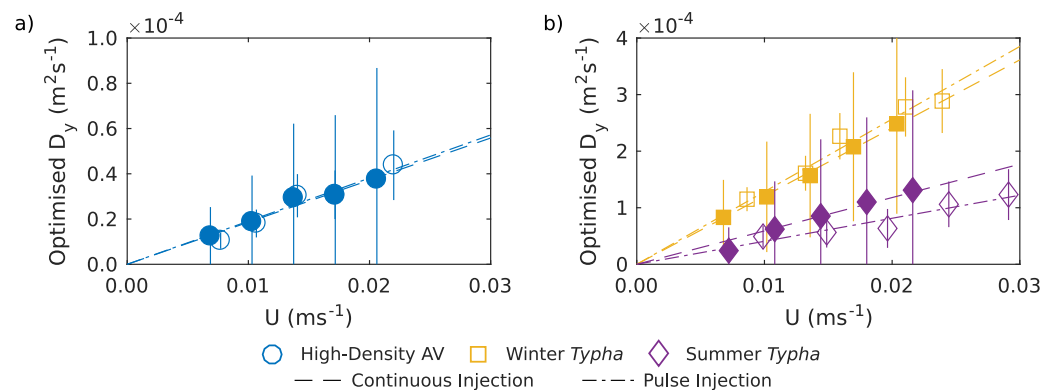 a)
×10⁻⁴
1.0
0.8
0.6
0.4
0.2
0.0
Optimised D_y (m²s⁻¹)
0.00
0.01
0.02
0.03
U (ms⁻¹)
b)
×10⁻⁴
4
3
2
1
0
Optimised D_y (m²s⁻¹)
0.00
0.01
0.02
0.03
U (ms⁻¹)
High-Density AV
Winter Typha
Summer Typha
Continuous Injection
Pulse Injection